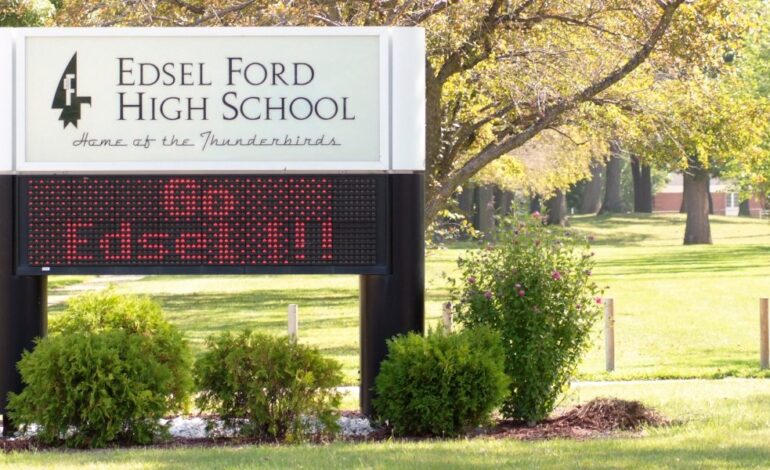 EDSEL FORD
HIGH SCHOOL
Home of the Thunderbirds
Go
Edsel!!